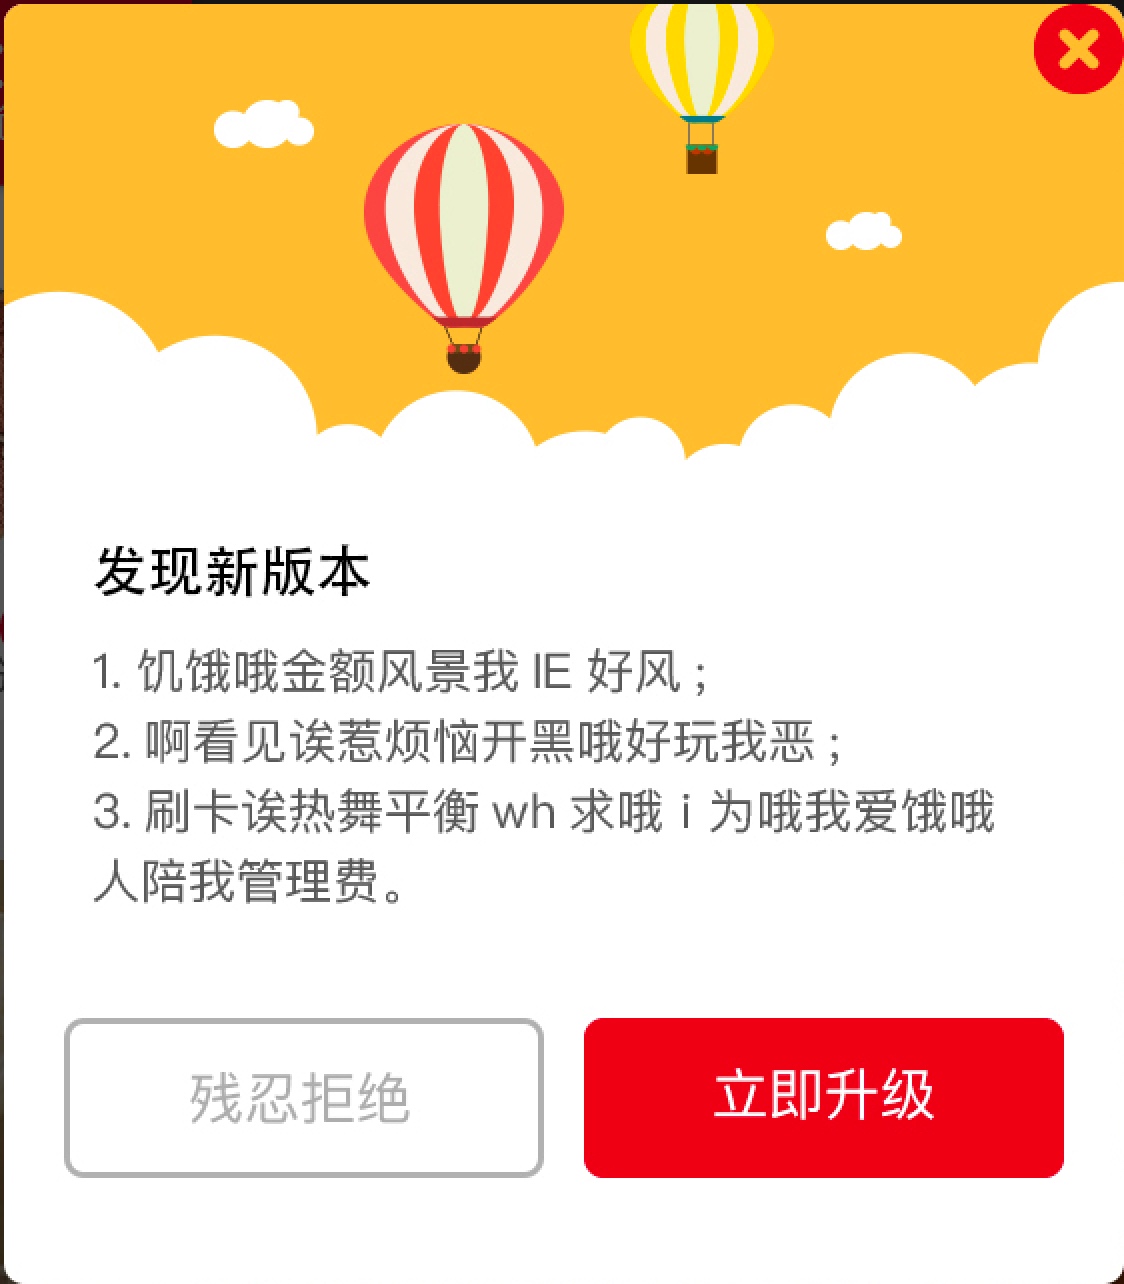 发现新版本
1. 饥饿哦金额风景我 IE 好风；
2. 啊看见诶惹烦恼开黑哦好玩我恶；
3. 刷卡诶热舞平衡 wh 求哦 i 为哦我爱饿哦
人陪我管理费。
残忍拒绝
立即升级